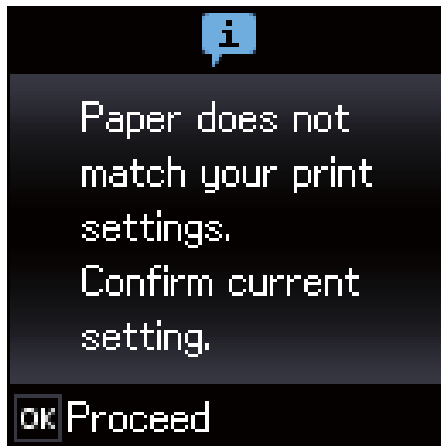 i
Paper does not
match your print
settings.
Confirm current
setting.
OK Proceed